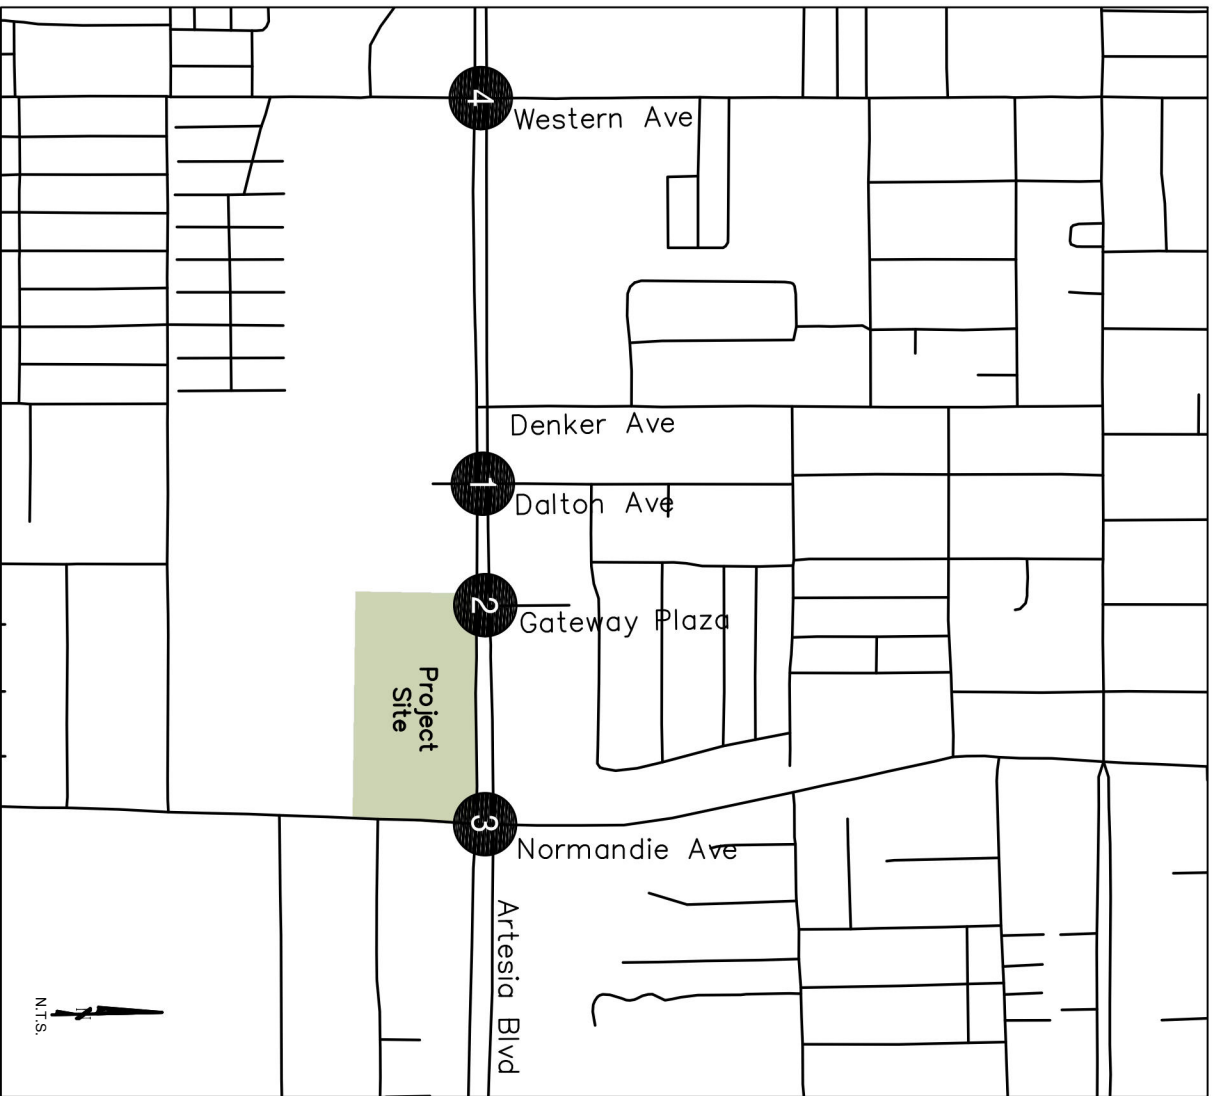 4
Western Ave
Denker Ave
1
Dalton Ave
2
Gateway Plaza
Project
Site
3
Normandie Ave
Artesia Blvd
N
N.T.S.